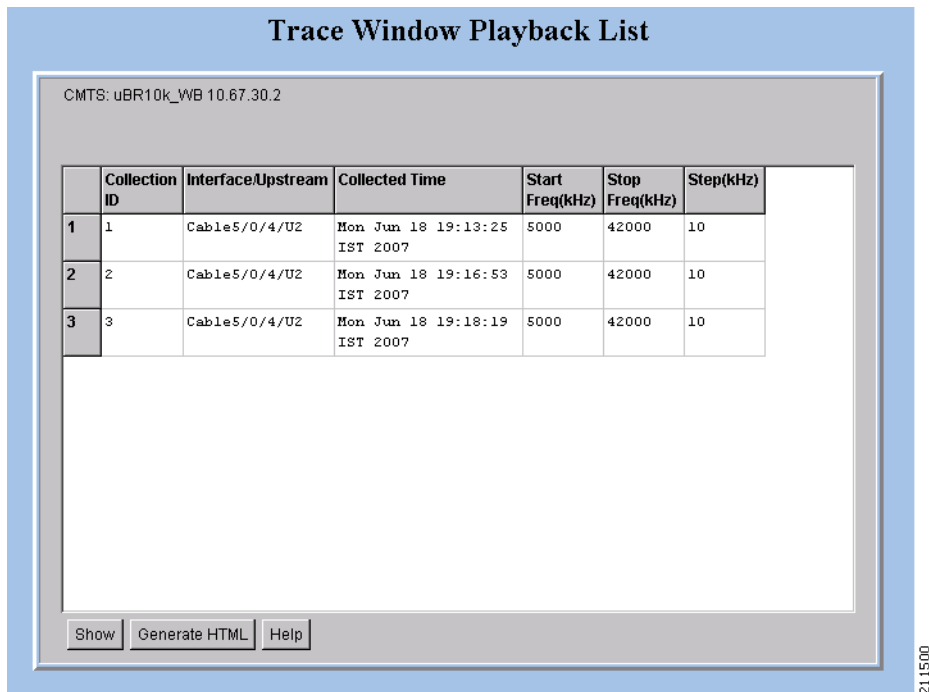 Trace Window Playback List
CMTS: uBR10k_WB 10.67.30.2
Collection ID Interface/Upstream Collected Time Start Freq(kHz) Stop Freq(kHz) Step(kHz)
1 1 Cable5/0/4/U2 Mon Jun 18 19:13:25 IST 2007 5000 42000 10
2 2 Cable5/0/4/U2 Mon Jun 18 19:16:53 IST 2007 5000 42000 10
3 3 Cable5/0/4/U2 Mon Jun 18 19:18:19 IST 2007 5000 42000 10
Show Generate HTML Help
211500